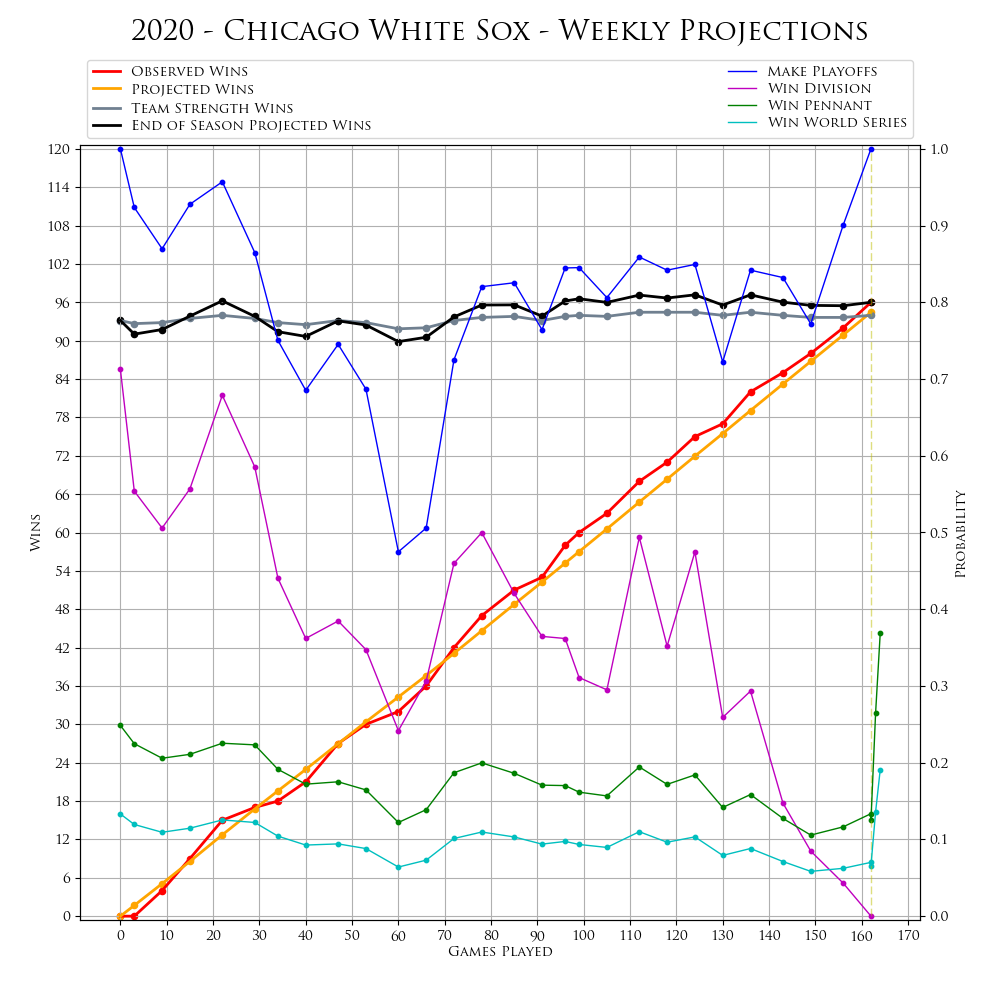 2020 - Chicago White Sox - Weekly Projections
Observed Wins
Projected Wins
Team Strength Wins
End of Season Projected Wins
Make Playoffs
Win Division
Win Pennant
Win World Series
120
114
108
102
96
90
84
78
72
66
60
54
48
42
36
30
24
18
12
6
0
Wins
1.0
0.9
0.8
0.7
0.6
0.5
0.4
0.3
0.2
0.1
0.0
Probability
0 10 20 30 40 50 60 70 80 90 100 110 120 130 140 150 160 170
Games Played